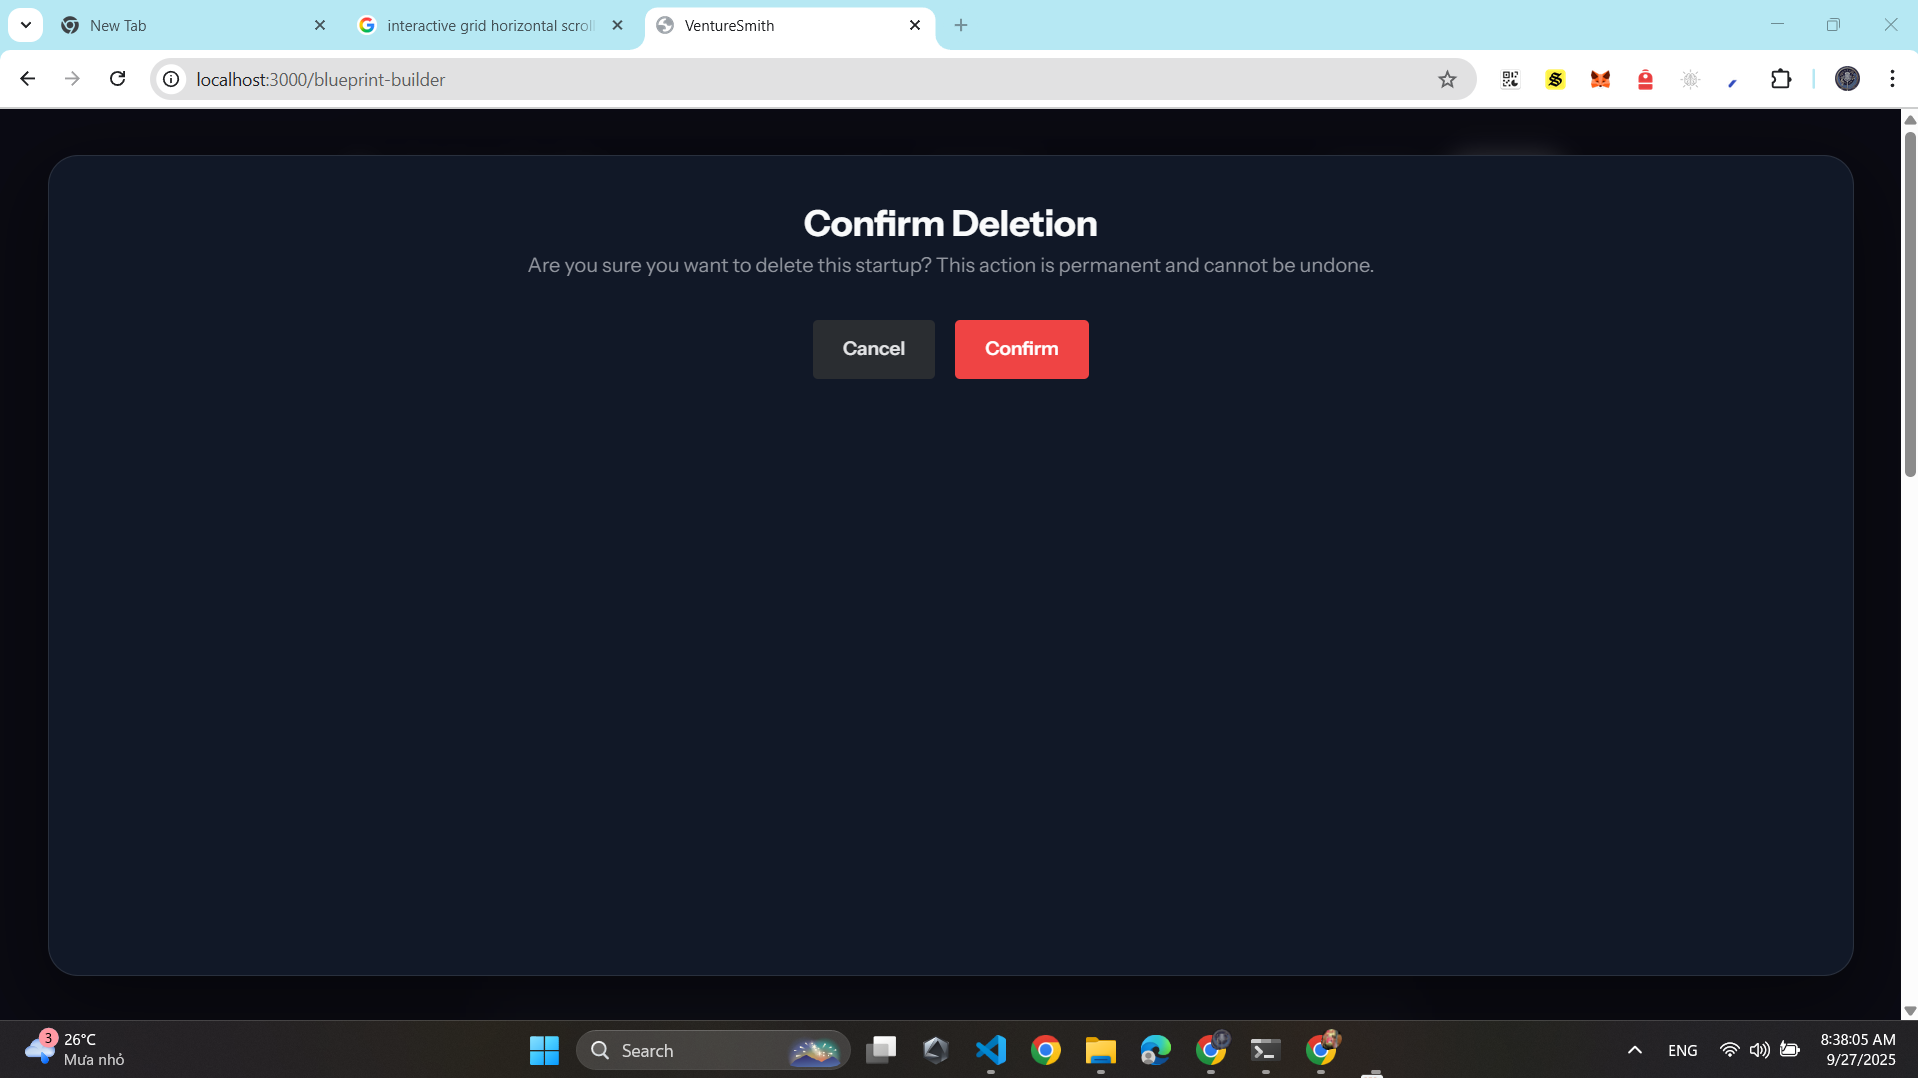 New Tab
interactive grid horizontal scroll
VentureSmith
localhost:3000/blueprint-builder
Confirm Deletion
Are you sure you want to delete this startup? This action is permanent and cannot be undone.
Cancel
Confirm
3
26°C
Mưa nhỏ
Search
ENG
8:38:05 AM
9/27/2025